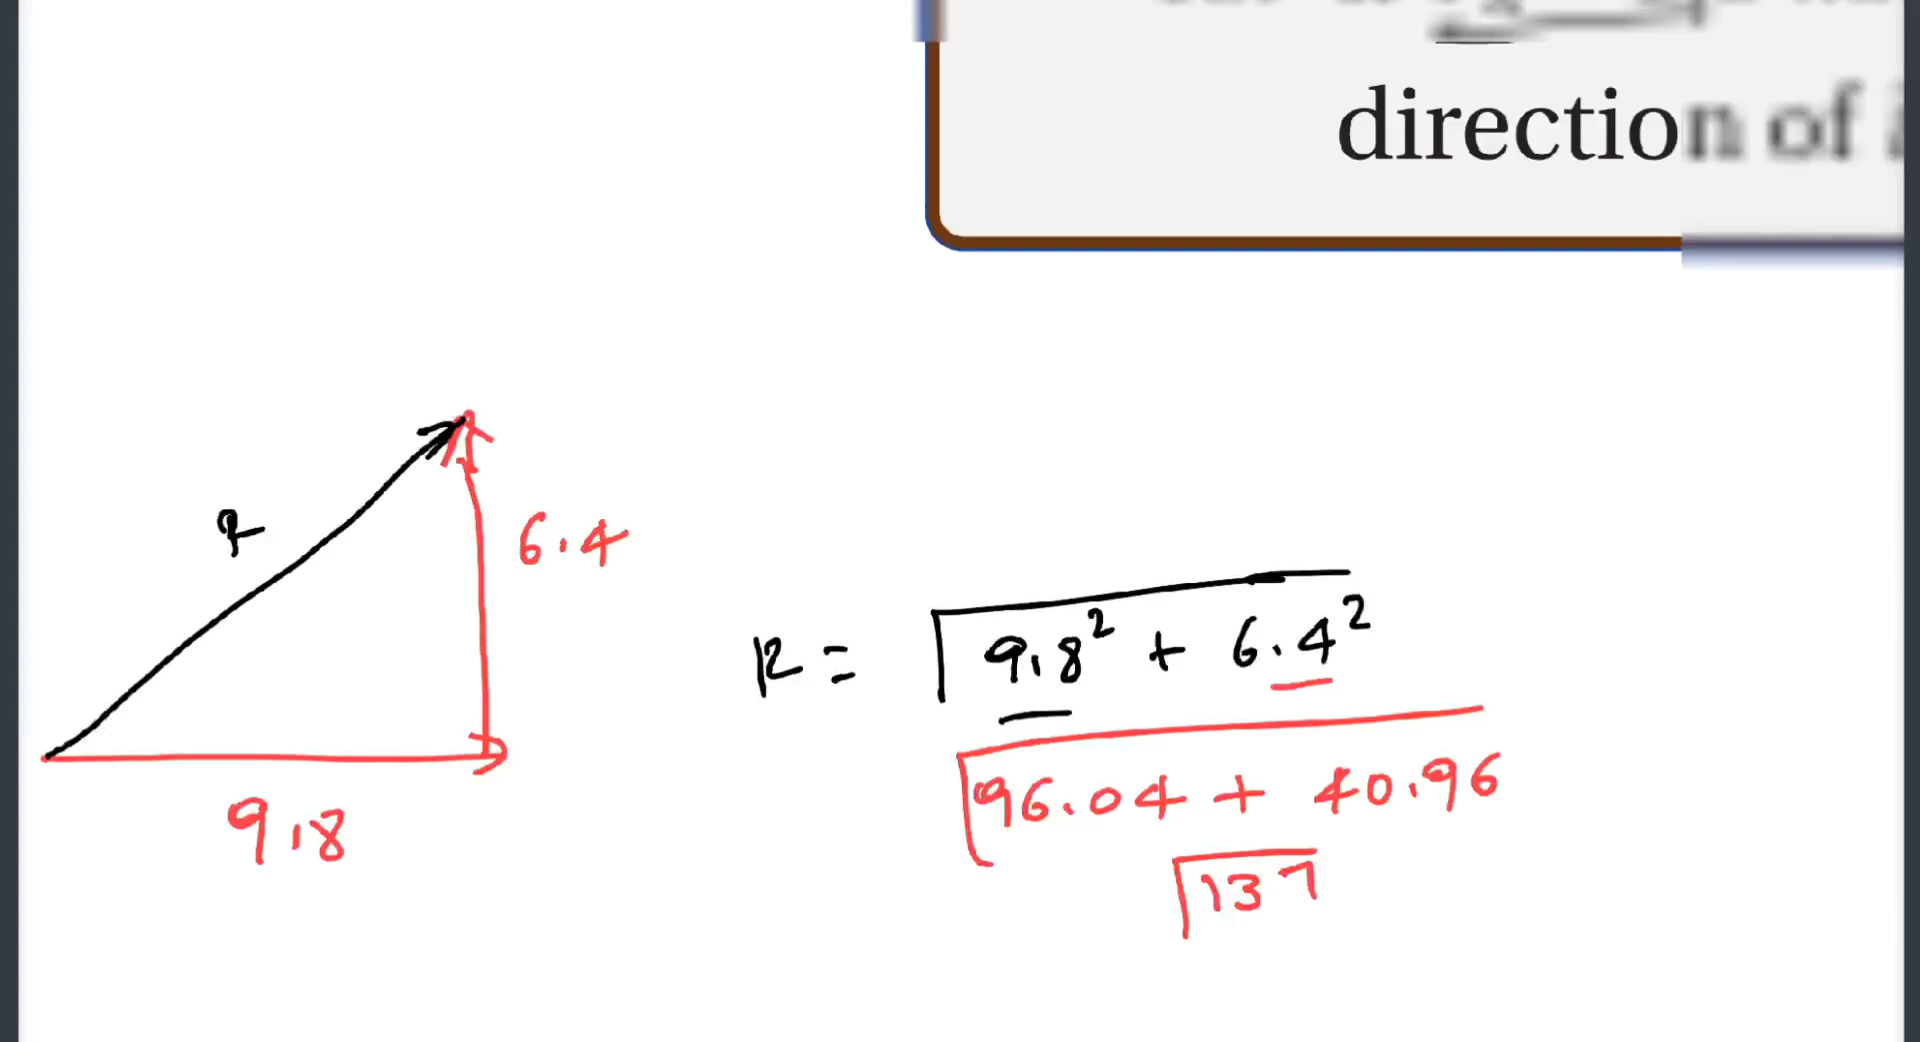 direction of
R
6.4
R = √9.8² + 6.4²
9.8
√96.04 + 40.96
√137